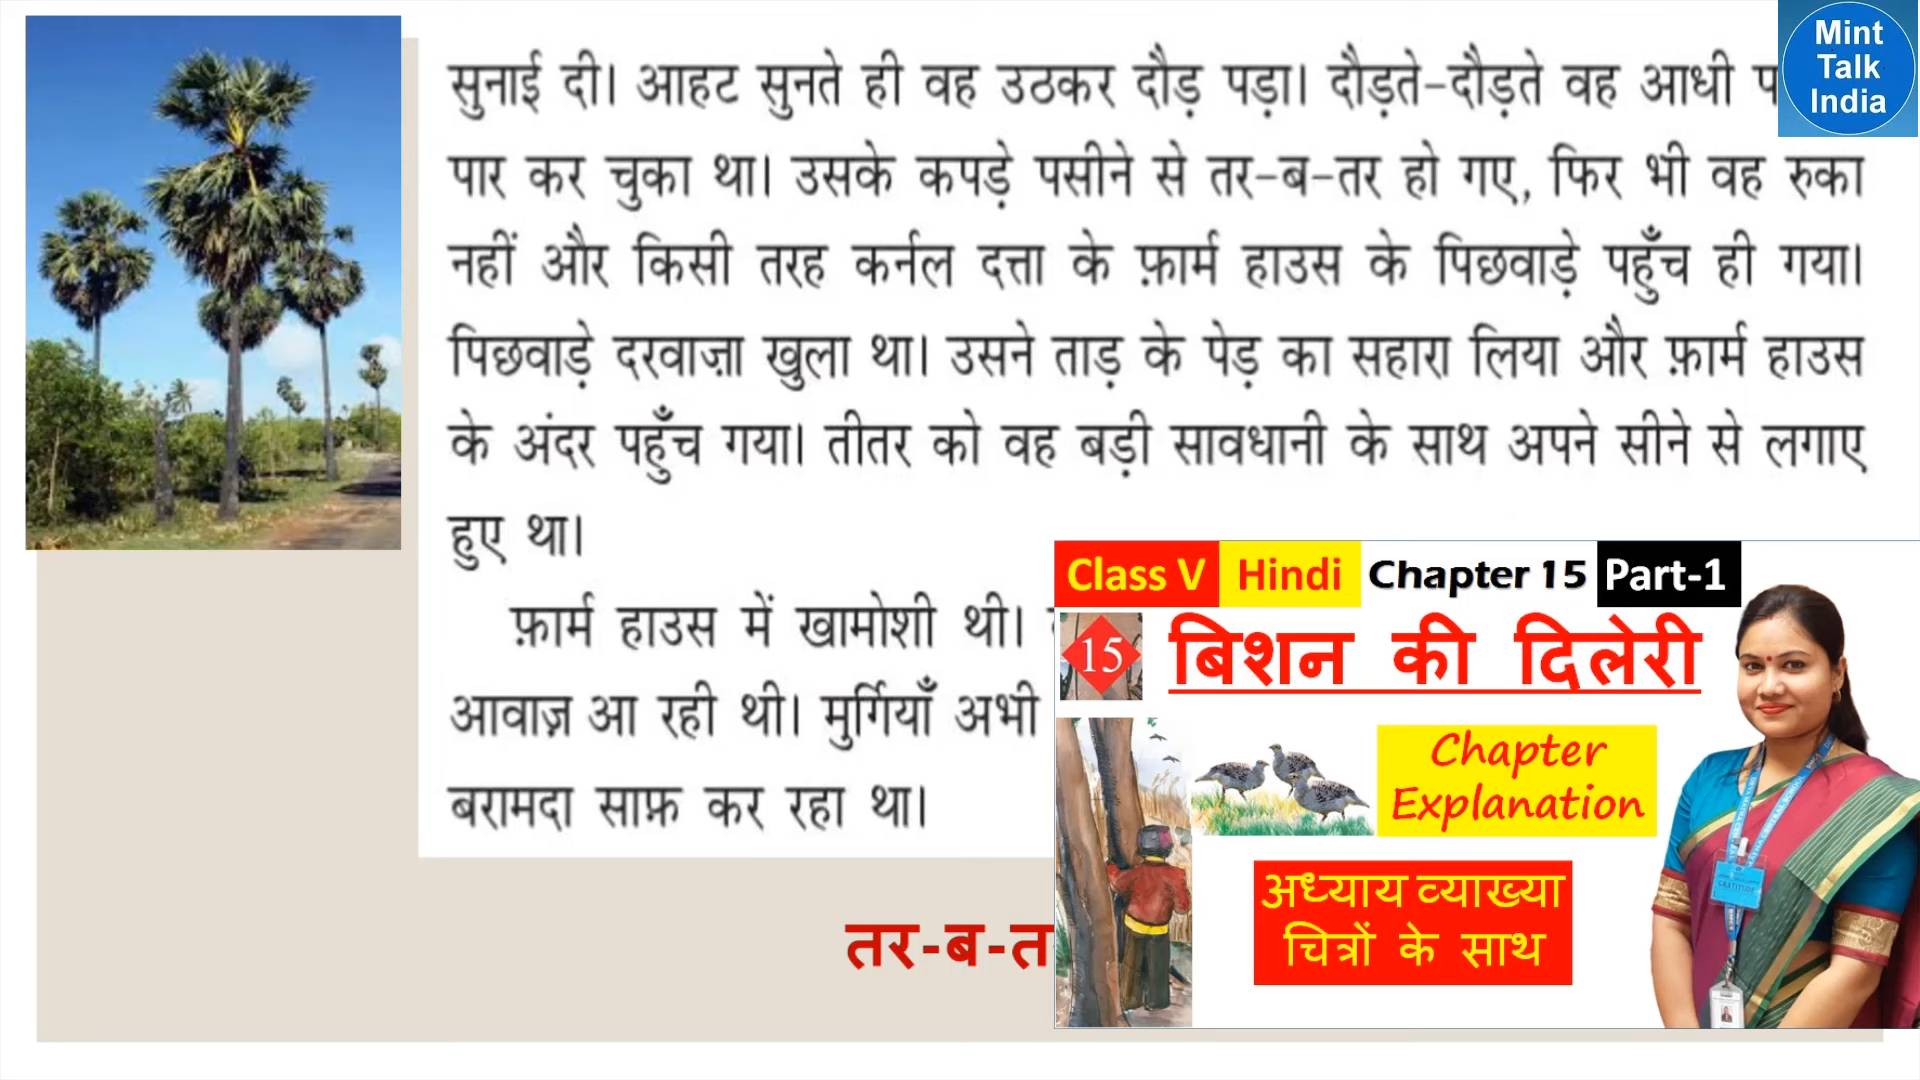 सुनाई दी। आहट सुनते ही वह उठकर दौड़ पड़ा। दौड़ते-दौड़ते वह आधी
पार कर चुका था। उसके कपड़े पसीने से तर-ब-तर हो गए, फिर भी वह रुका
नहीं और किसी तरह कर्नल दत्ता के फ़ार्म हाउस के पिछवाड़े पहुँच ही गया।
पिछवाड़े दरवाज़ा खुला था। उसने ताड़ के पेड़ का सहारा लिया और फ़ार्म हाउस
के अंदर पहुँच गया। तीतर को वह बड़ी सावधानी के साथ अपने सीने से लगाए
हुए था।
फ़ार्म हाउस में खामोशी थी।
आवाज़ आ रही थी। मुर्गियाँ अभी
बरामदा साफ़ कर रहा था।
तर-ब-त
Mint
Talk
India
Class V Hindi Chapter 15 Part-1
15 बिशन की दिलेरी
Chapter
Explanation
अध्याय व्याख्या
चित्रों के साथ